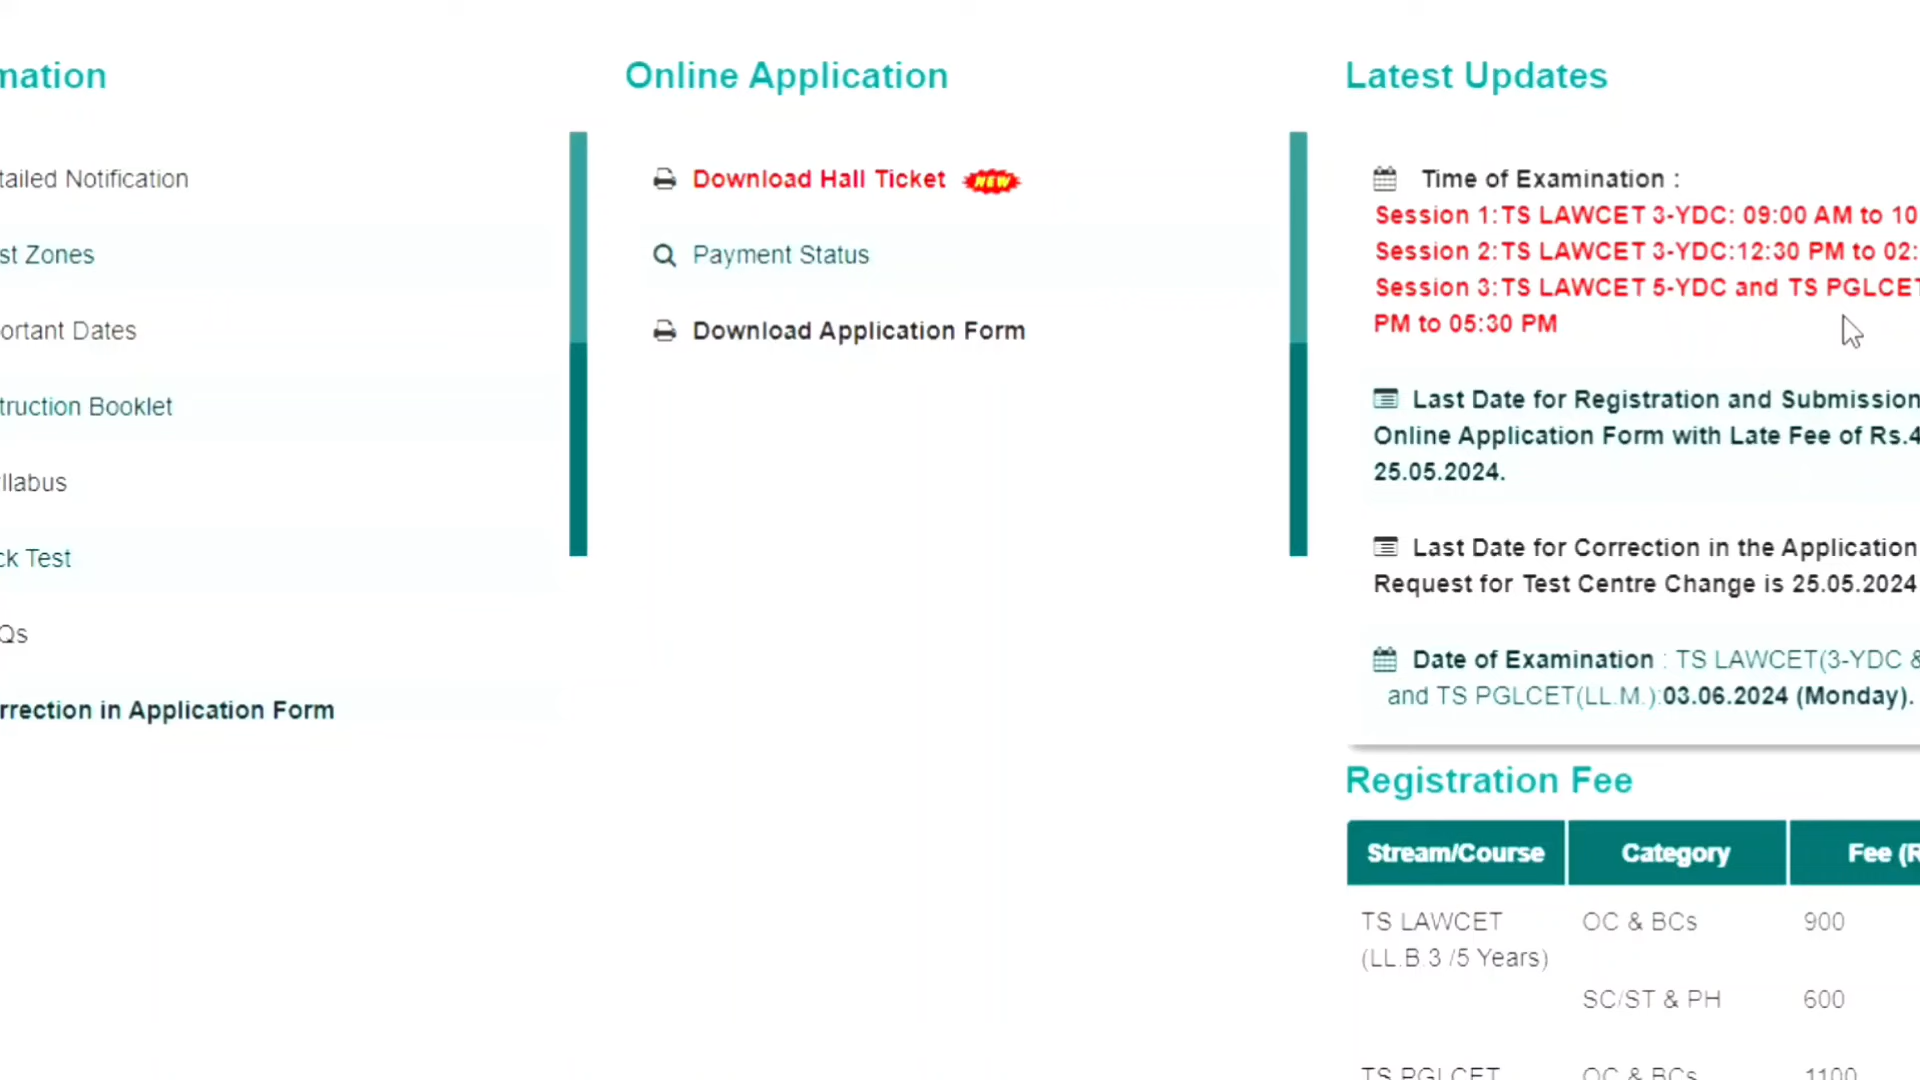 mation
tailed Notification
st Zones
ortant Dates
truction Booklet
llabus
ck Test
Qs
rrection in Application Form
Online Application
Download Hall Ticket NEW
Payment Status
Download Application Form
Latest Updates
Time of Examination :
Session 1:TS LAWCET 3-YDC: 09:00 AM to 10
Session 2:TS LAWCET 3-YDC:12:30 PM to 02:
Session 3:TS LAWCET 5-YDC and TS PGLCET
PM to 05:30 PM
Last Date for Registration and Submission
Online Application Form with Late Fee of Rs.4
25.05.2024.
Last Date for Correction in the Application
Request for Test Centre Change is 25.05.2024
Date of Examination : TS LAWCET(3-YDC &
and TS PGLCET(LL.M.):03.06.2024 (Monday).
Registration Fee
Stream/Course Category Fee (R
TS LAWCET OC & BCs 900
(LL.B.3 /5 Years)
SC/ST & PH 600
TS PGLCET OC & BCs 1100